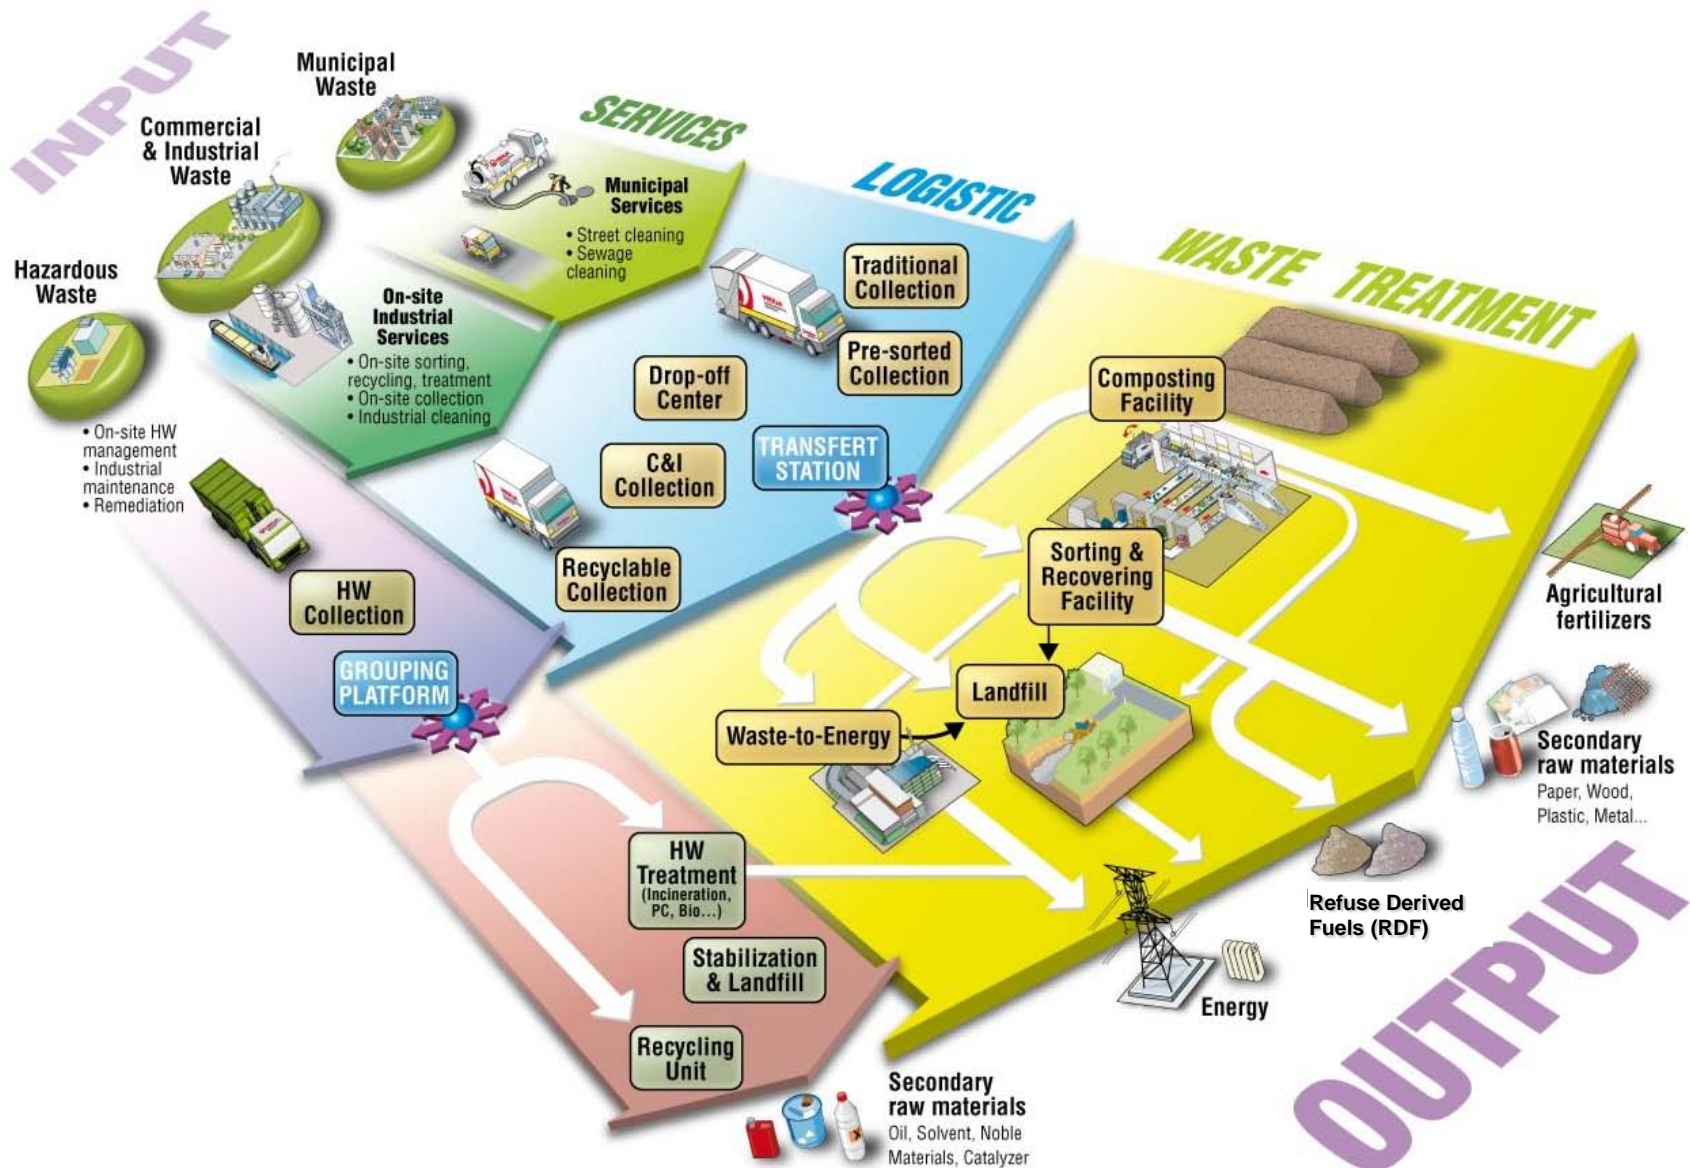 INPUT
Municipal
Waste
Commercial
& Industrial
Waste
Hazardous
Waste
• On-site HW
management
• Industrial
maintenance
• Remediation
SERVICES
Municipal
Services
• Street cleaning
• Sewage
cleaning
On-site
Industrial
Services
• On-site sorting,
recycling, treatment
• On-site collection
• Industrial cleaning
LOGISTIC
Traditional
Collection
Pre-sorted
Collection
Drop-off
Center
TRANSFERT
STATION
C&I
Collection
Recyclable
Collection
HW
Collection
GROUPING
PLATFORM
WASTE TREATMENT
Composting
Facility
Sorting &
Recovering
Facility
Landfill
Waste-to-Energy
HW
Treatment
(Incineration,
PC, Bio...)
Stabilization
& Landfill
Recycling
Unit
Agricultural
fertilizers
Secondary
raw materials
Paper, Wood,
Plastic, Metal...
Refuse Derived
Fuels (RDF)
Energy
Secondary
raw materials
Oil, Solvent, Noble
Materials, Catalyzer
OUTPUT